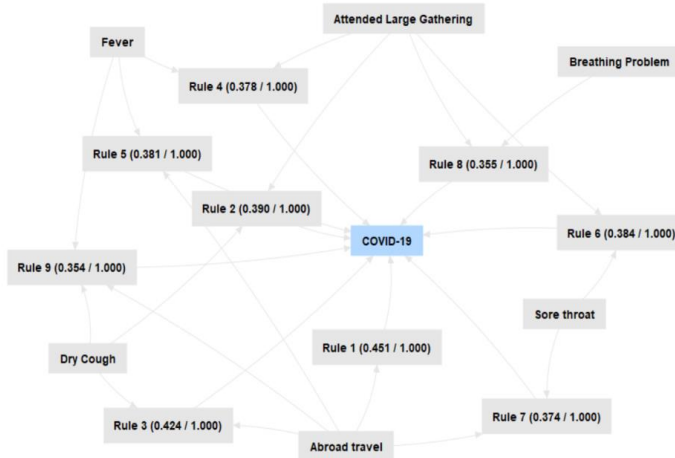 Attended Large Gathering
Fever
Breathing Problem
Rule 4 (0.378 / 1.000)
Rule 5 (0.381 / 1.000)
Rule 8 (0.355 / 1.000)
Rule 2 (0.390 / 1.000)
Rule 6 (0.384 / 1.000)
COVID-19
Rule 9 (0.354 / 1.000)
Sore throat
Rule 1 (0.451 / 1.000)
Dry Cough
Rule 7 (0.374 / 1.000)
Rule 3 (0.424 / 1.000)
Abroad travel